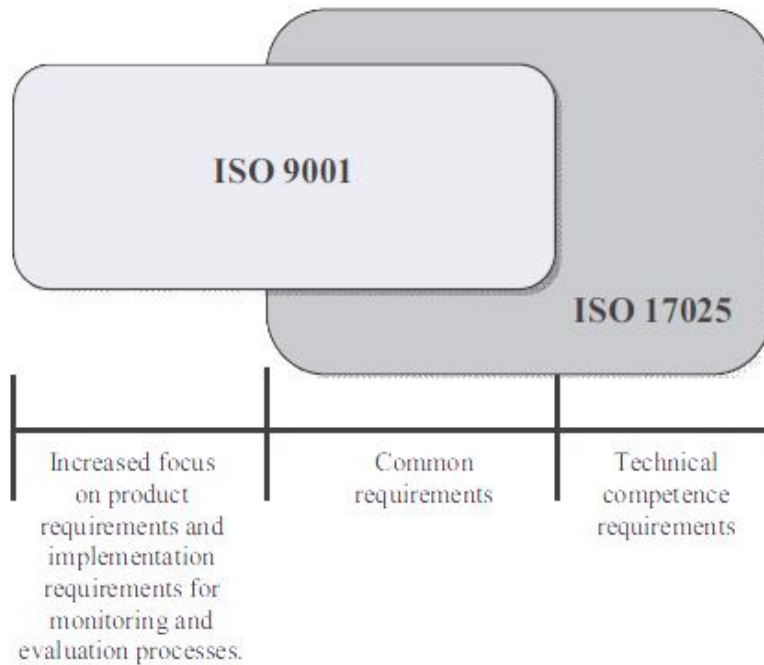 ISO 9001
ISO 17025
Increased focus
on product
requirements and
implementation
requirements for
monitoring and
evaluation processes.
Common
requirements
Technical
competence
requirements